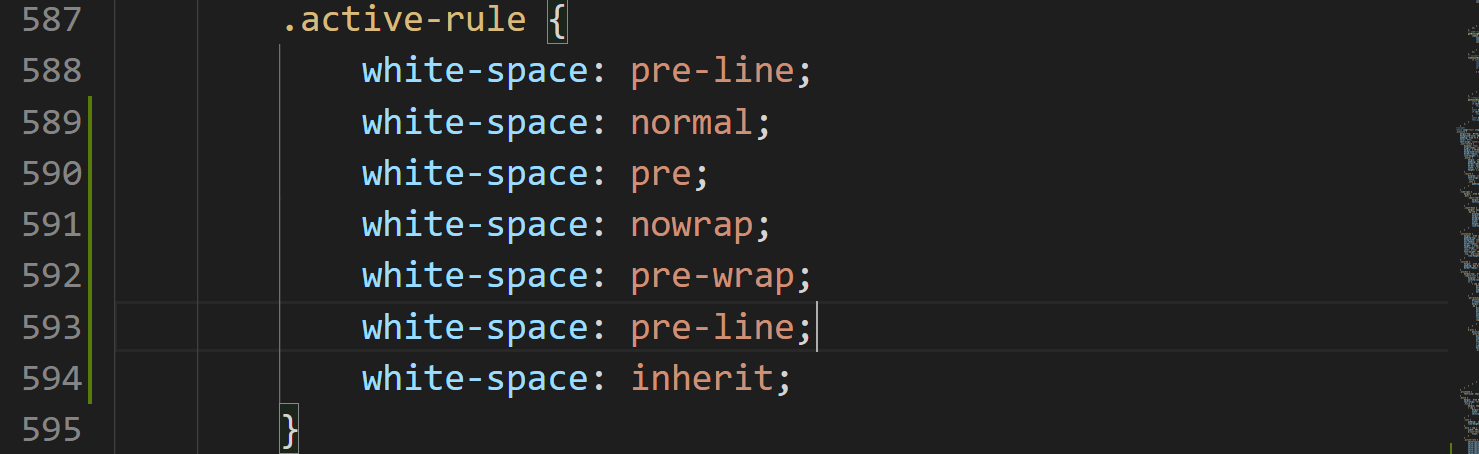 587 .active-rule {
588 white-space: pre-line;
589 white-space: normal;
590 white-space: pre;
591 white-space: nowrap;
592 white-space: pre-wrap;
593 white-space: pre-line;
594 white-space: inherit;
595 }